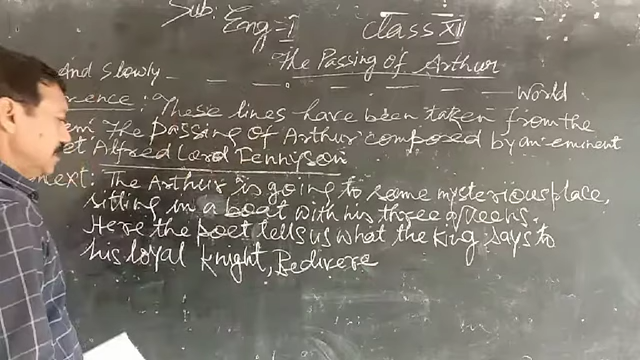 Sub: Eng-I Class XII
The Passing of Arthur
And Slowly - - - - - - - - World
erence: These lines have been taken from the
em The passing of Arthur composed by an eminent
et Alfred Lord Tennyson
next: The Arthur is going to some mysterious place,
sitting in a boat with his three Queens.
Here the poet tells us what the King says to
his loyal knight, Bedivere